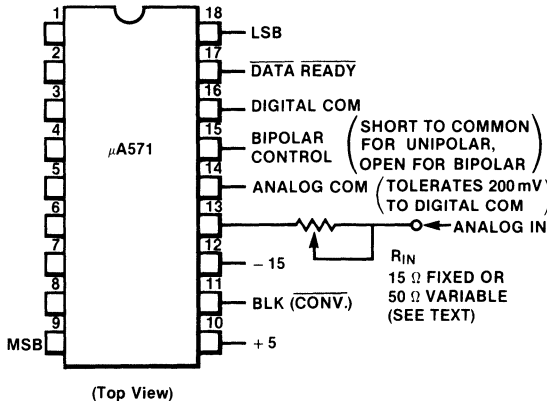 1 18 LSB
2 17 DATA READY
3 16 DIGITAL COM
4 15 BIPOLAR CONTROL
(SHORT TO COMMON
FOR UNIPOLAR,
OPEN FOR BIPOLAR)
µA571
5 14 ANALOG COM
(TOLERATES 200 mV)
TO DIGITAL COM
6 13 ANALOG IN
RIN
15 Ω FIXED OR
50 Ω VARIABLE
(SEE TEXT)
7 12 − 15
8 11 BLK (CONV.)
MSB 9 10 + 5
(Top View)